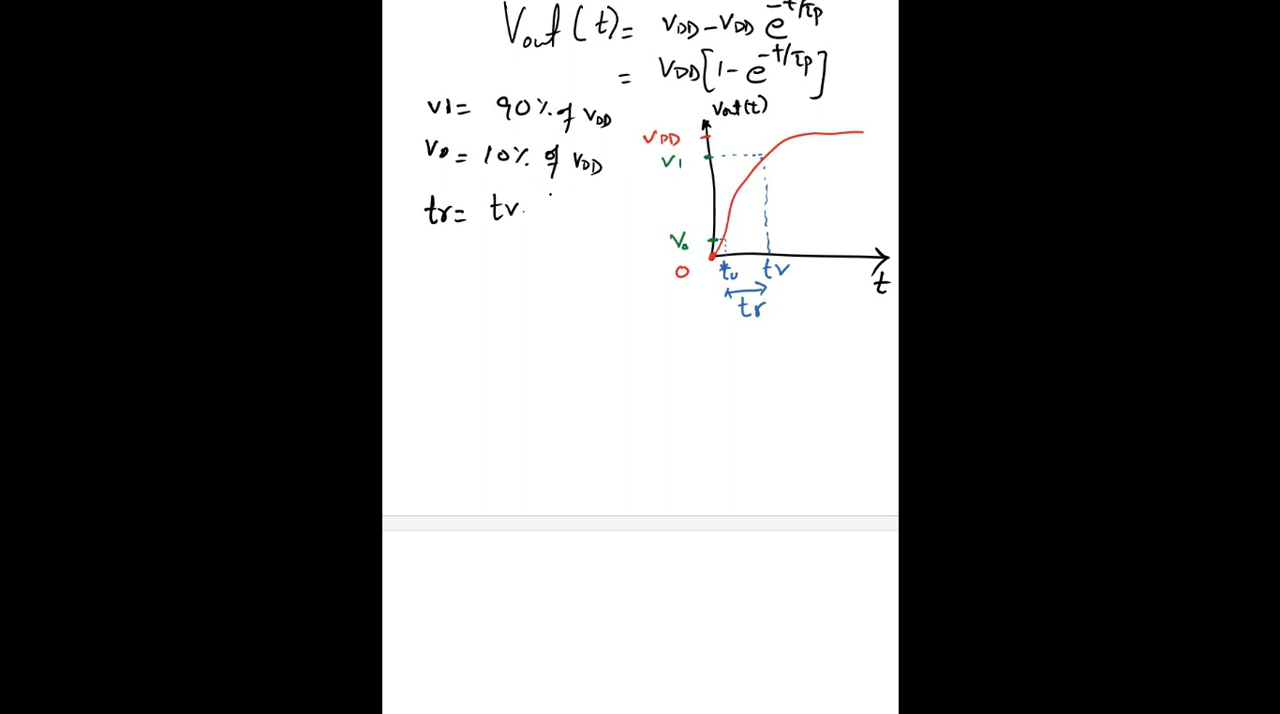 Vout(t) = VDD - VDD e^-t/τp
= VDD[1 - e^-t/τp]
V1 = 90% of VDD
V0 = 10% of VDD
tr = tv
Vout(t)
VDD
V1
V0
0
tu
tv
t
tr